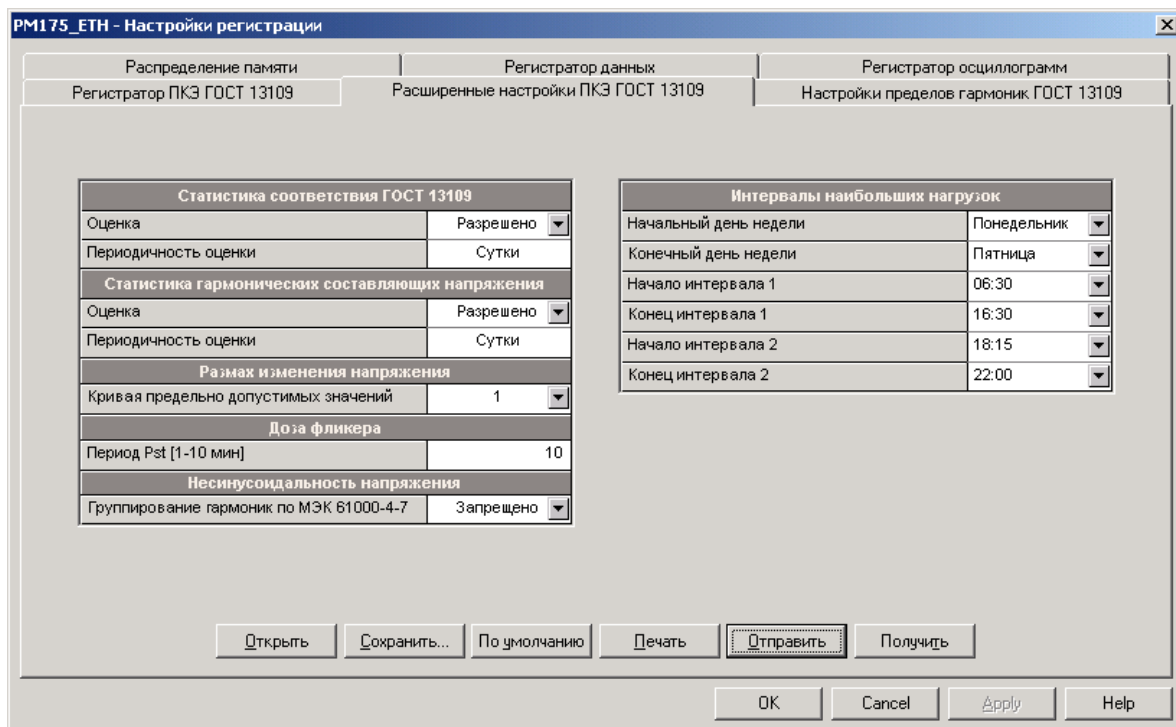 PM175_ETH - Настройки регистрации
Распределение памяти
Регистратор данных
Регистратор осциллограмм
Регистратор ПКЭ ГОСТ 13109
Расширенные настройки ПКЭ ГОСТ 13109
Настройки пределов гармоник ГОСТ 13109
Статистика соответствия ГОСТ 13109
Оценка Разрешено
Периодичность оценки Сутки
Статистика гармонических составляющих напряжения
Оценка Разрешено
Периодичность оценки Сутки
Размах изменения напряжения
Кривая предельно допустимых значений 1
Доза фликера
Период Pst [1-10 мин] 10
Несинусоидальность напряжения
Группирование гармоник по МЭК 61000-4-7 Запрещено
Интервалы наибольших нагрузок
Начальный день недели Понедельник
Конечный день недели Пятница
Начало интервала 1 06:30
Конец интервала 1 16:30
Начало интервала 2 18:15
Конец интервала 2 22:00
Открыть
Сохранить...
По умолчанию
Печать
Отправить
Получить
OK
Cancel
Apply
Help